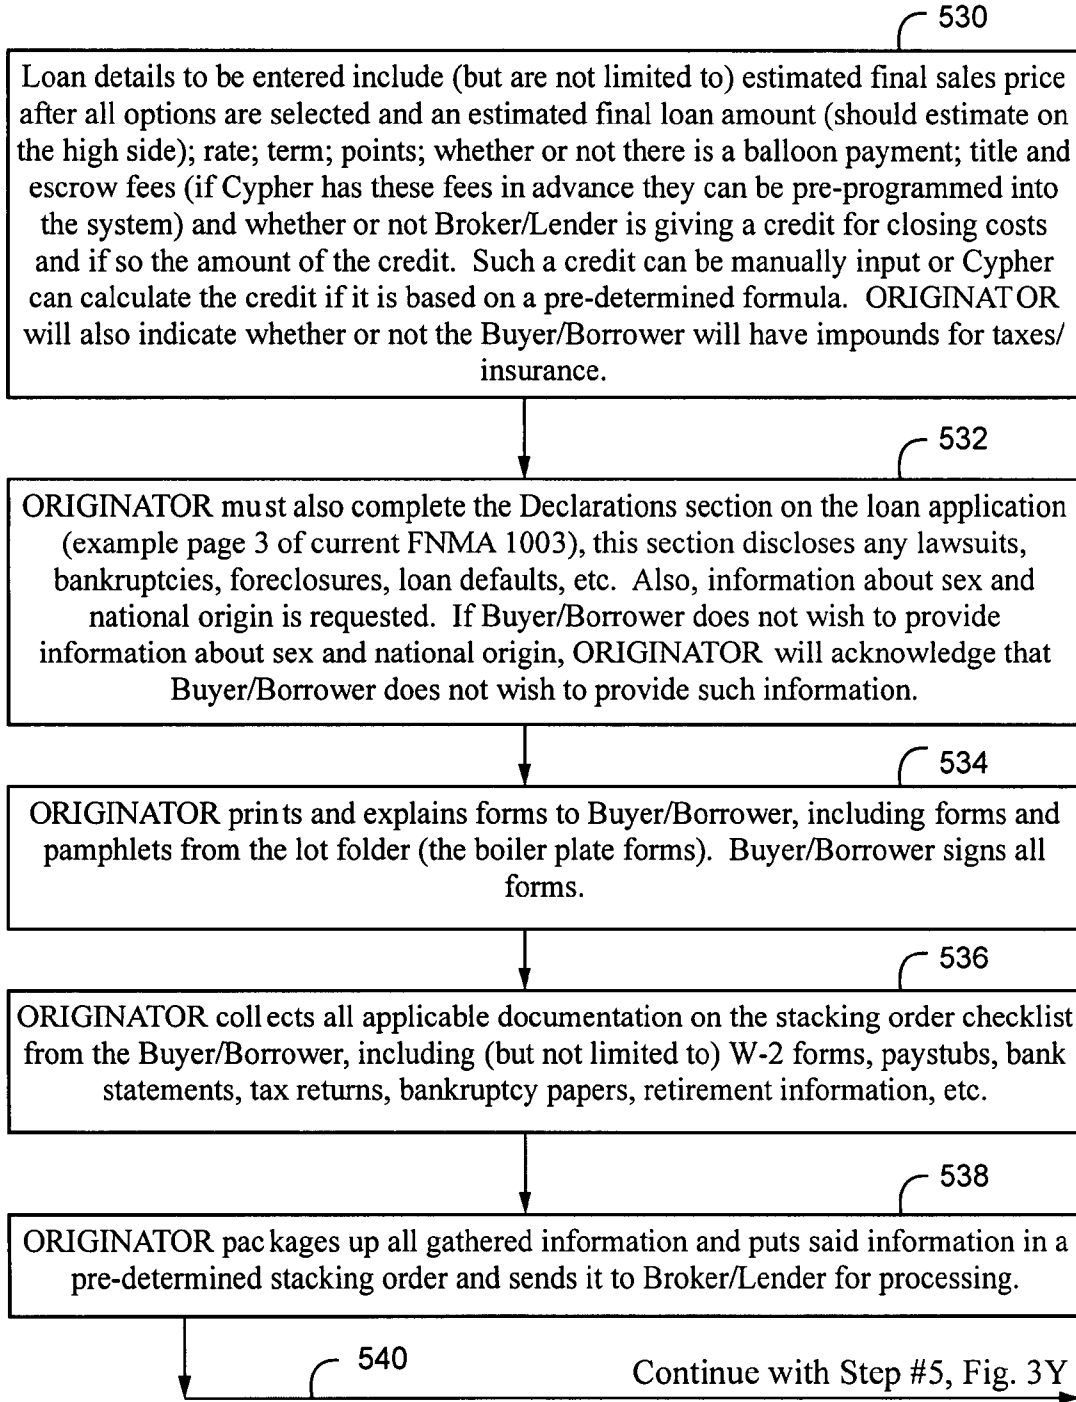 530
Loan details to be entered include (but are not limited to) estimated final sales price
after all options are selected and an estimated final loan amount (should estimate on
the high side); rate; term; points; whether or not there is a balloon payment; title and
escrow fees (if Cypher has these fees in advance they can be pre-programmed into
the system) and whether or not Broker/Lender is giving a credit for closing costs
and if so the amount of the credit. Such a credit can be manually input or Cypher
can calculate the credit if it is based on a pre-determined formula. ORIGINATOR
will also indicate whether or not the Buyer/Borrower will have impounds for taxes/
insurance.
532
ORIGINATOR must also complete the Declarations section on the loan application
(example page 3 of current FNMA 1003), this section discloses any lawsuits,
bankruptcies, foreclosures, loan defaults, etc. Also, information about sex and
national origin is requested. If Buyer/Borrower does not wish to provide
information about sex and national origin, ORIGINATOR will acknowledge that
Buyer/Borrower does not wish to provide such information.
534
ORIGINATOR prints and explains forms to Buyer/Borrower, including forms and
pamphlets from the lot folder (the boiler plate forms). Buyer/Borrower signs all
forms.
536
ORIGINATOR collects all applicable documentation on the stacking order checklist
from the Buyer/Borrower, including (but not limited to) W-2 forms, paystubs, bank
statements, tax returns, bankruptcy papers, retirement information, etc.
538
ORIGINATOR packages up all gathered information and puts said information in a
pre-determined stacking order and sends it to Broker/Lender for processing.
540
Continue with Step #5, Fig. 3Y